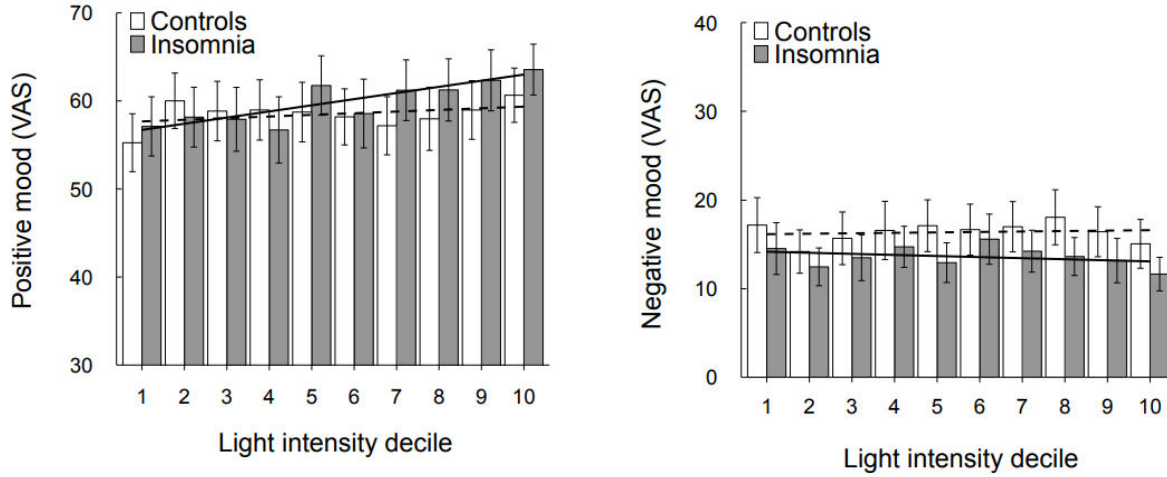 Positive mood (VAS)
70
60
50
40
30
Controls
Insomnia
1 2 3 4 5 6 7 8 9 10
Light intensity decile
Negative mood (VAS)
40
30
20
10
0
Controls
Insomnia
1 2 3 4 5 6 7 8 9 10
Light intensity decile